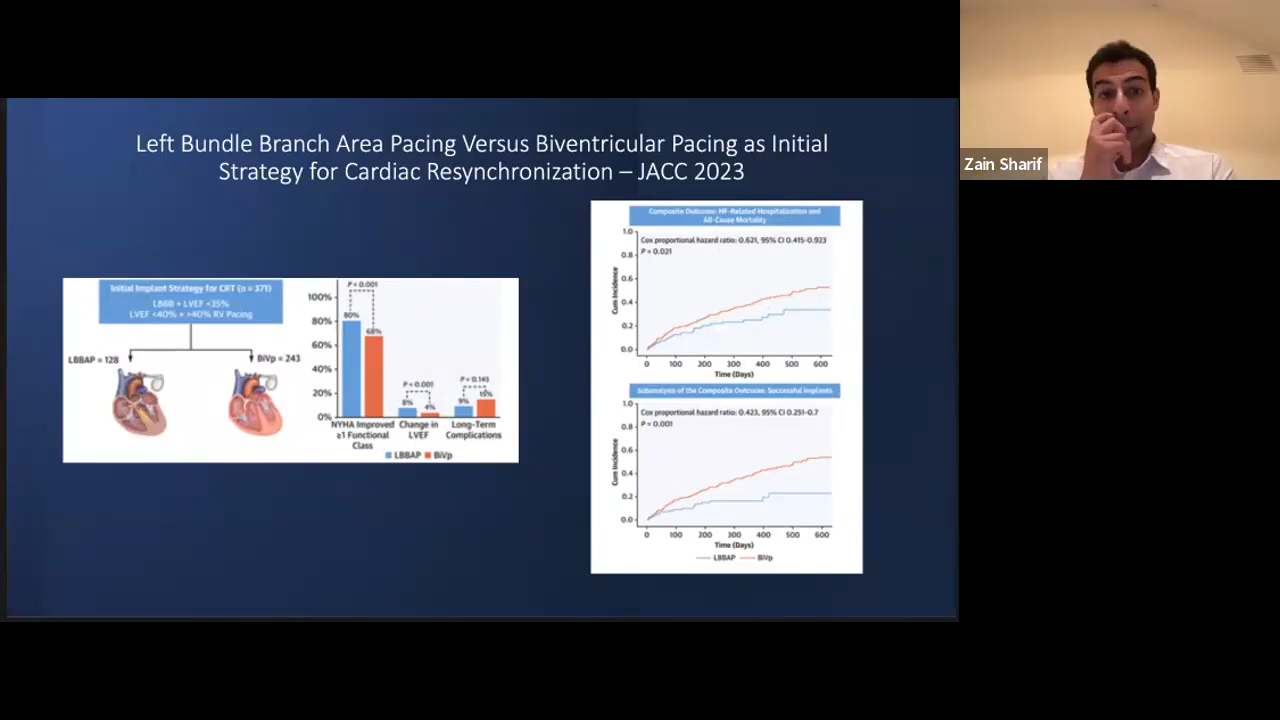 Left Bundle Branch Area Pacing Versus Biventricular Pacing as Initial
Strategy for Cardiac Resynchronization – JACC 2023
Initial Implant Strategy for CRT (n = 371)
LBBB + LVEF <35%
LVEF <40% + >40% RV Pacing
LBBAP = 128
BiVp = 243
100%
80%
60%
40%
20%
0%
P < 0.001
80%
68%
P < 0.001
8%
4%
P = 0.145
9%
15%
NYHA Improved
≥1 Functional
Class
Change in
LVEF
Long-Term
Complications
LBBAP
BiVp
Composite Outcome: HF-Related Hospitalization and
All-Cause Mortality
Cox proportional hazard ratio: 0.621, 95% CI 0.415-0.923
P = 0.021
Cum Incidence
1.0
0.8
0.6
0.4
0.2
0.0
0 100 200 300 400 500 600
Time (Days)
Subanalysis of the Composite Outcome: Successful Implants
Cox proportional hazard ratio: 0.423, 95% CI 0.251-0.7
P = 0.001
Cum Incidence
1.0
0.8
0.6
0.4
0.2
0.0
0 100 200 300 400 500 600
Time (Days)
LBBAP
BiVp
Zain Sharif